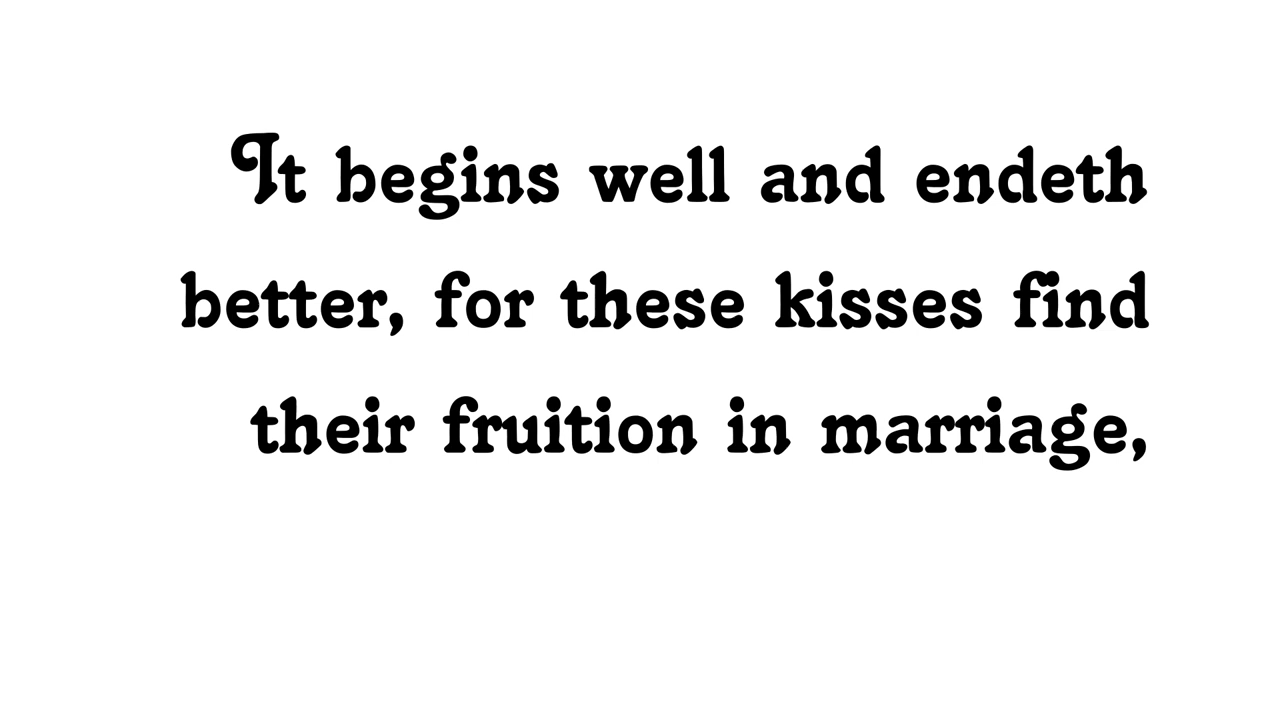 It begins well and endeth
better, for these kisses find
their fruition in marriage,